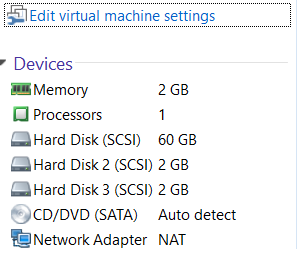 Edit virtual machine settings
Devices
Memory 2 GB
Processors 1
Hard Disk (SCSI) 60 GB
Hard Disk 2 (SCSI) 2 GB
Hard Disk 3 (SCSI) 2 GB
CD/DVD (SATA) Auto detect
Network Adapter NAT